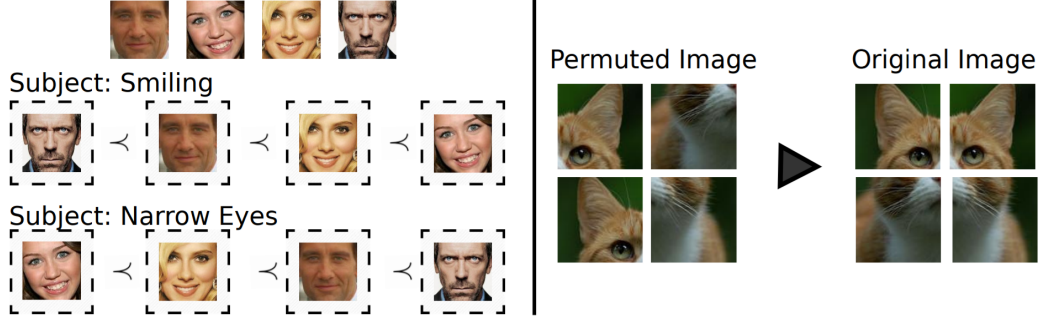 Subject: Smiling
≺ ≺ ≺
Subject: Narrow Eyes
≺ ≺ ≺
Permuted Image
Original Image